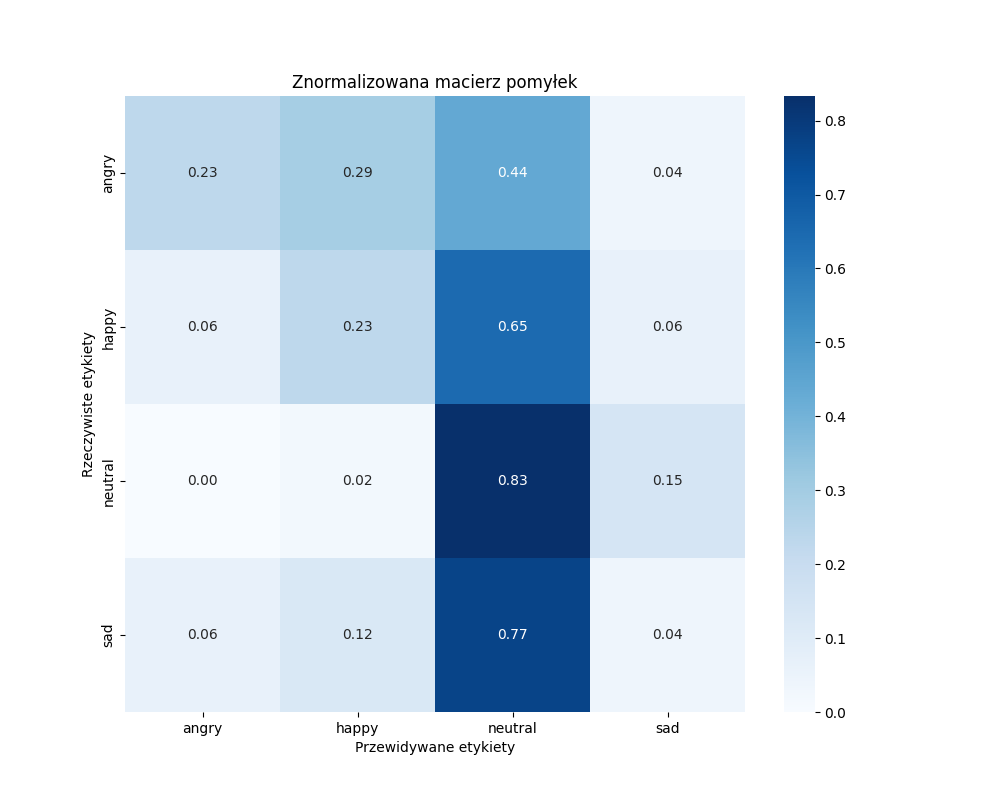 Znormalizowana macierz pomyłek
Rzeczywiste etykiety
angry
0.23 0.29 0.44 0.04
happy
0.06 0.23 0.65 0.06
neutral
0.00 0.02 0.83 0.15
sad
0.06 0.12 0.77 0.04
angry happy neutral sad
Przewidywane etykiety
0.8
0.7
0.6
0.5
0.4
0.3
0.2
0.1
0.0